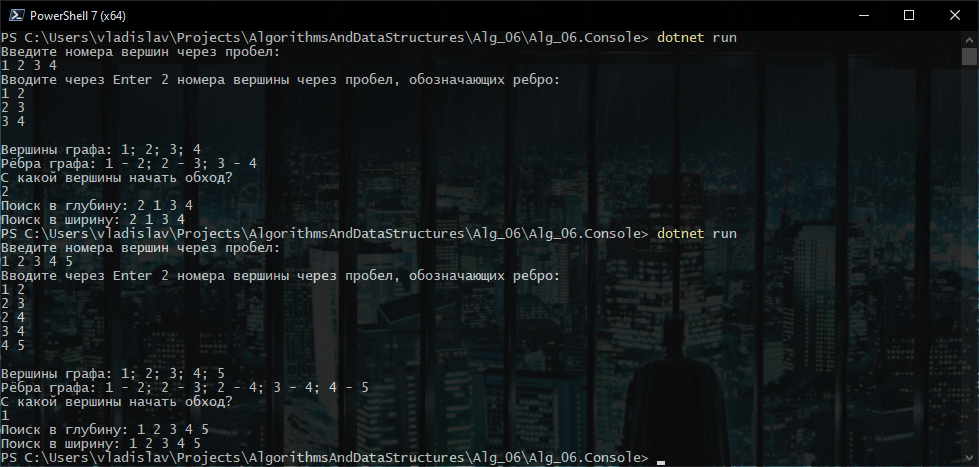 PowerShell 7 (x64)
PS C:\Users\vladislav\Projects\AlgorithmsAndDataStructures\Alg_06\Alg_06.Console> dotnet run
Введите номера вершин через пробел:
1 2 3 4
Вводите через Enter 2 номера вершины через пробел, обозначающих ребро:
1 2
2 3
3 4
Вершины графа: 1; 2; 3; 4
Рёбра графа: 1 - 2; 2 - 3; 3 - 4
С какой вершины начать обход?
2
Поиск в глубину: 2 1 3 4
Поиск в ширину: 2 1 3 4
PS C:\Users\vladislav\Projects\AlgorithmsAndDataStructures\Alg_06\Alg_06.Console> dotnet run
Введите номера вершин через пробел:
1 2 3 4 5
Вводите через Enter 2 номера вершины через пробел, обозначающих ребро:
1 2
2 3
2 4
3 4
4 5
Вершины графа: 1; 2; 3; 4; 5
Рёбра графа: 1 - 2; 2 - 3; 2 - 4; 3 - 4; 4 - 5
С какой вершины начать обход?
1
Поиск в глубину: 1 2 3 4 5
Поиск в ширину: 1 2 3 4 5
PS C:\Users\vladislav\Projects\AlgorithmsAndDataStructures\Alg_06\Alg_06.Console>